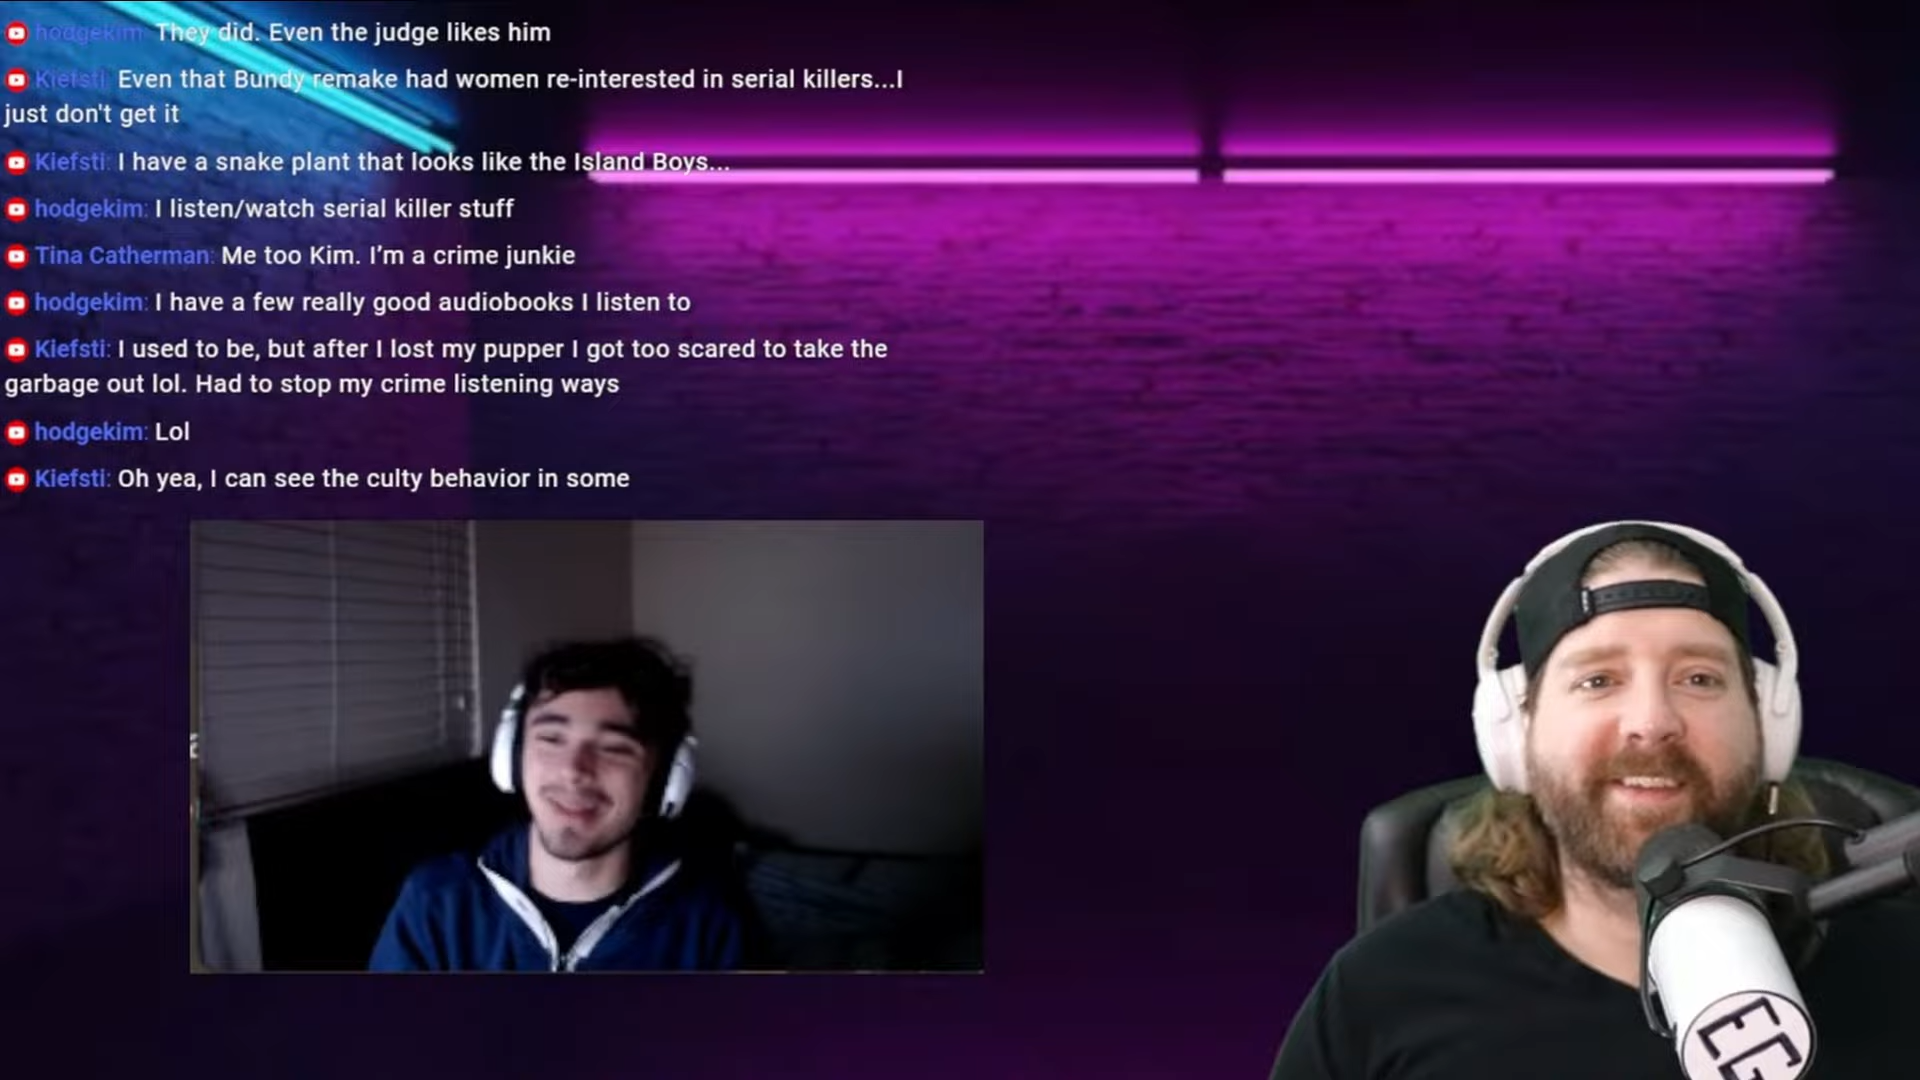 hodgekim: They did. Even the judge likes him
Kiefsti: Even that Bundy remake had women re-interested in serial killers...I
just don't get it
Kiefsti: I have a snake plant that looks like the Island Boys...
hodgekim: I listen/watch serial killer stuff
Tina Catherman: Me too Kim. I’m a crime junkie
hodgekim: I have a few really good audiobooks I listen to
Kiefsti: I used to be, but after I lost my pupper I got too scared to take the
garbage out lol. Had to stop my crime listening ways
hodgekim: Lol
Kiefsti: Oh yea, I can see the culty behavior in some
EG